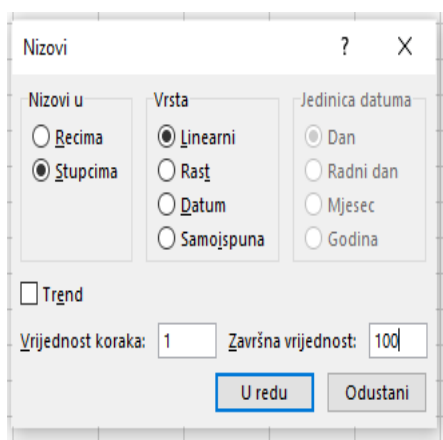 Nizovi ? X
Nizovi u Vrsta Jedinica datuma
Recima Linearni Dan
Stupcima Rast Radni dan
Datum Mjesec
Samoispuna Godina
Trend
Vrijednost koraka: 1 Završna vrijednost: 100
U redu Odustani